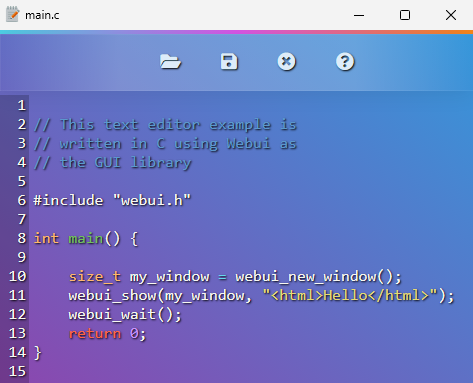 main.c
1
2 // This text editor example is
3 // written in C using Webui as
4 // the GUI library
5
6 #include "webui.h"
7
8 int main() {
9
10     size_t my_window = webui_new_window();
11     webui_show(my_window, "<html>Hello</html>");
12     webui_wait();
13     return 0;
14 }
15